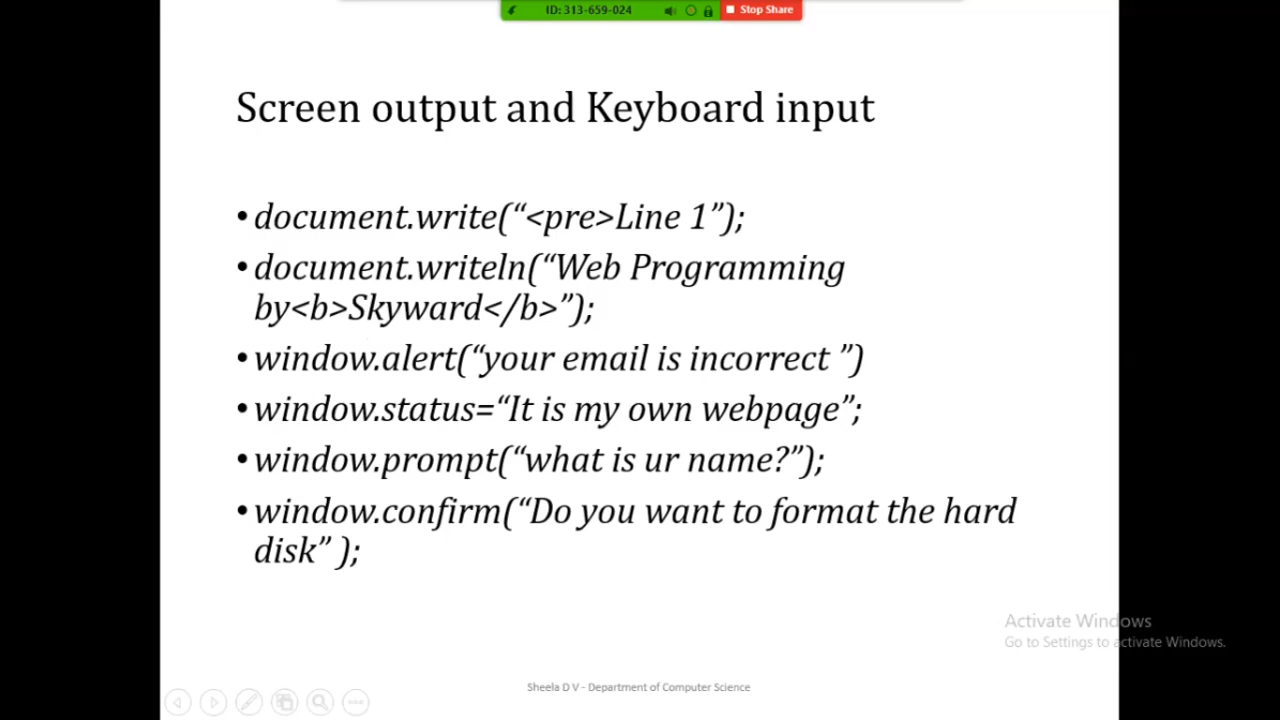 ID: 313-659-024 Stop Share
Screen output and Keyboard input
• document.write(“<pre>Line 1”);
• document.writeln(“Web Programming
by<b>Skyward</b>”);
• window.alert(“your email is incorrect ”)
• window.status=“It is my own webpage”;
• window.prompt(“what is ur name?”);
• window.confirm(“Do you want to format the hard
disk” );
Activate Windows
Go to Settings to activate Windows.
Sheela D V - Department of Computer Science